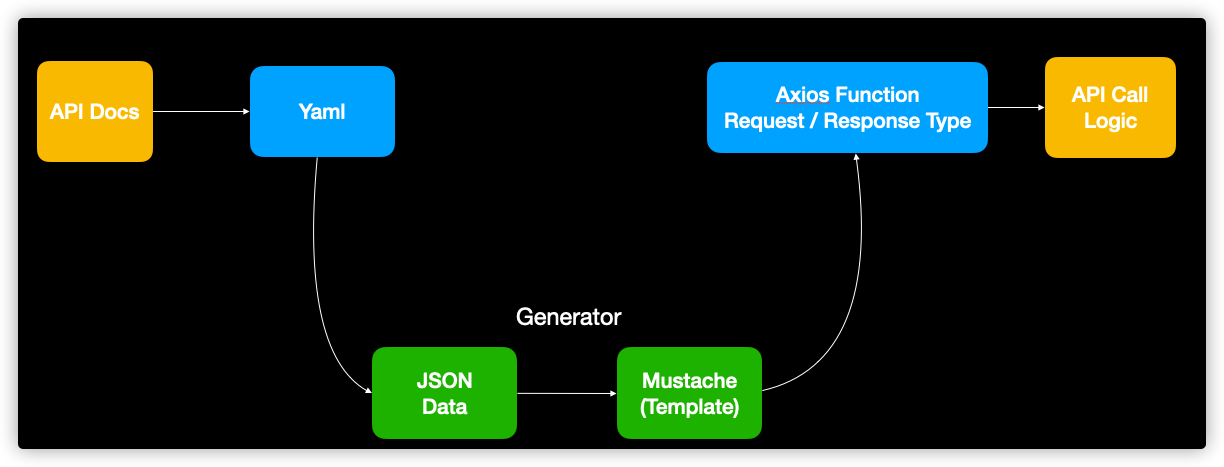 API Docs
Yaml
Axios Function
Request / Response Type
API Call
Logic
Generator
JSON
Data
Mustache
(Template)